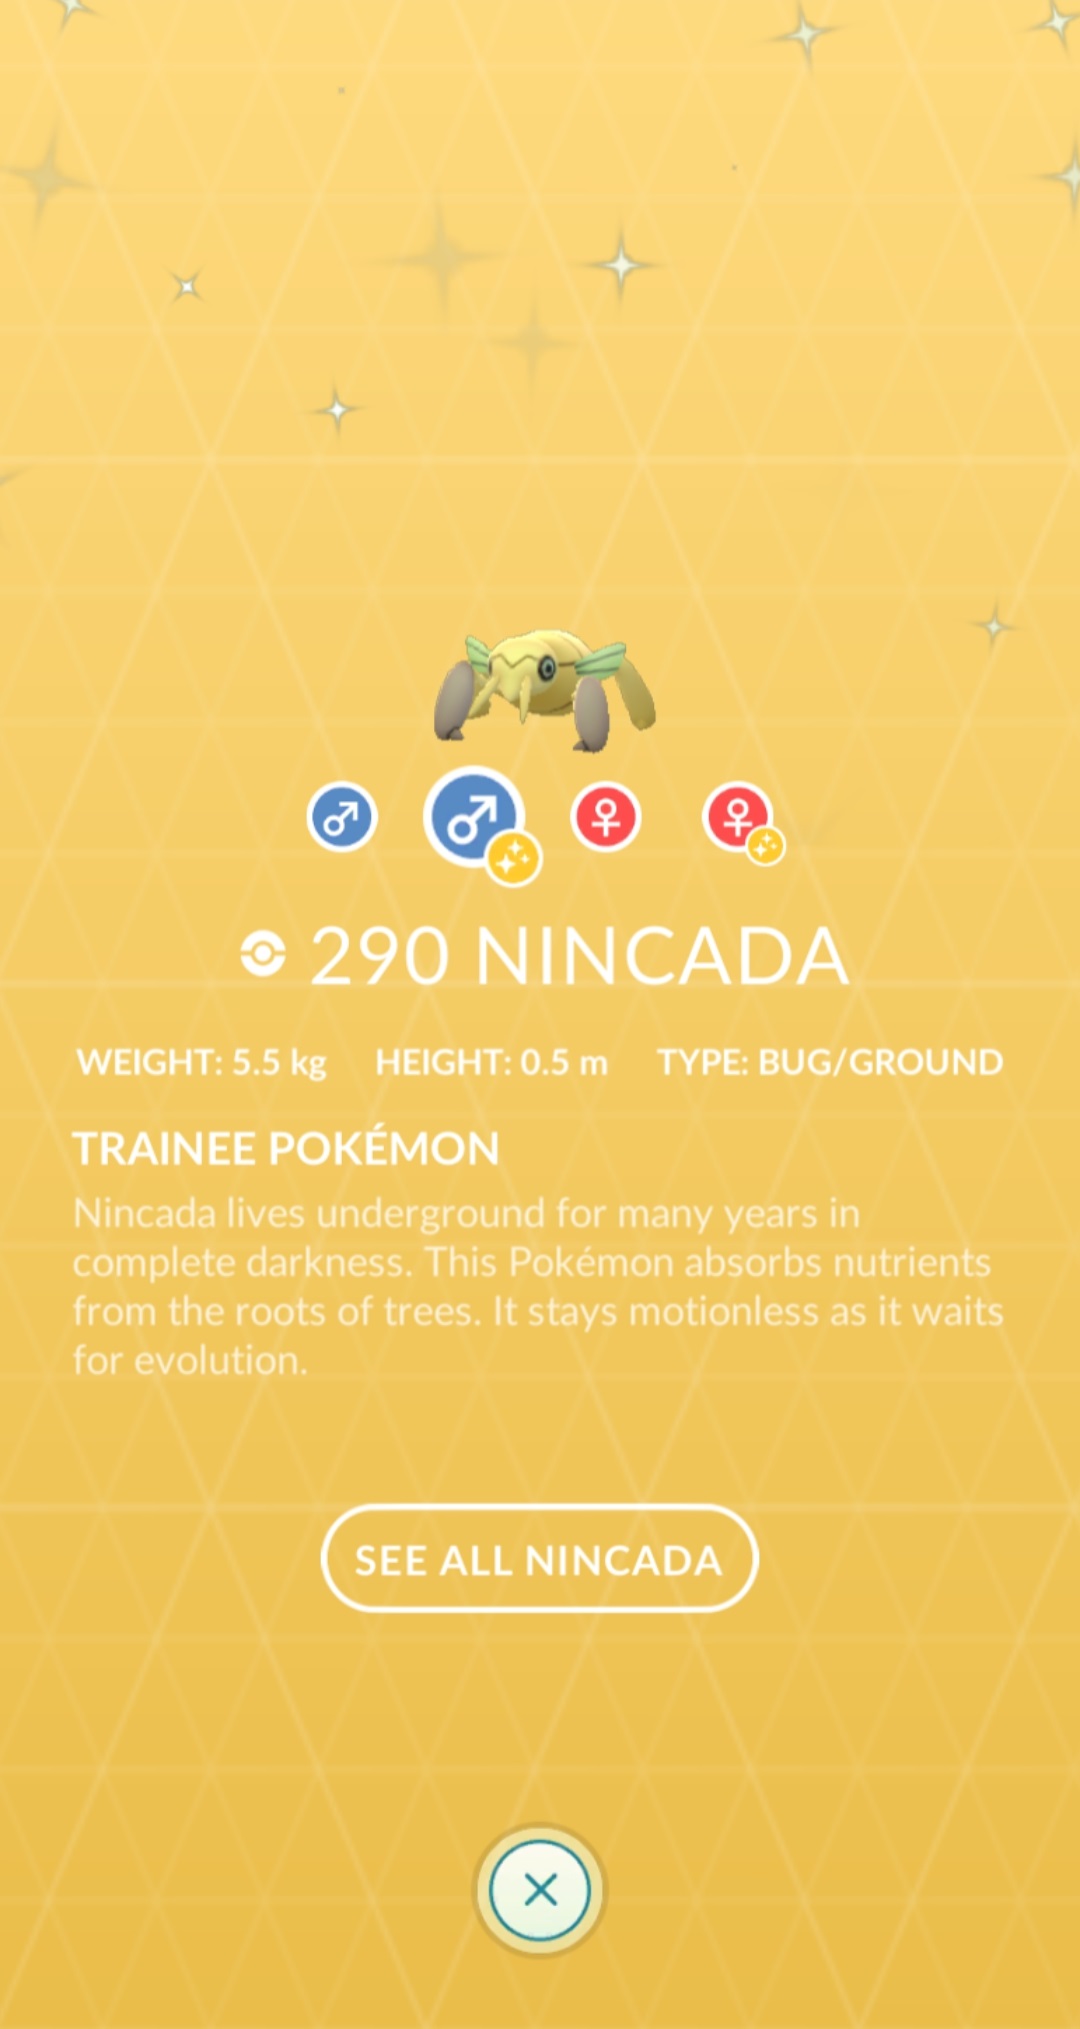 290 NINCADA
WEIGHT: 5.5 kg HEIGHT: 0.5 m TYPE: BUG/GROUND
TRAINEE POKÉMON
Nincada lives underground for many years in
complete darkness. This Pokémon absorbs nutrients
from the roots of trees. It stays motionless as it waits
for evolution.
SEE ALL NINCADA